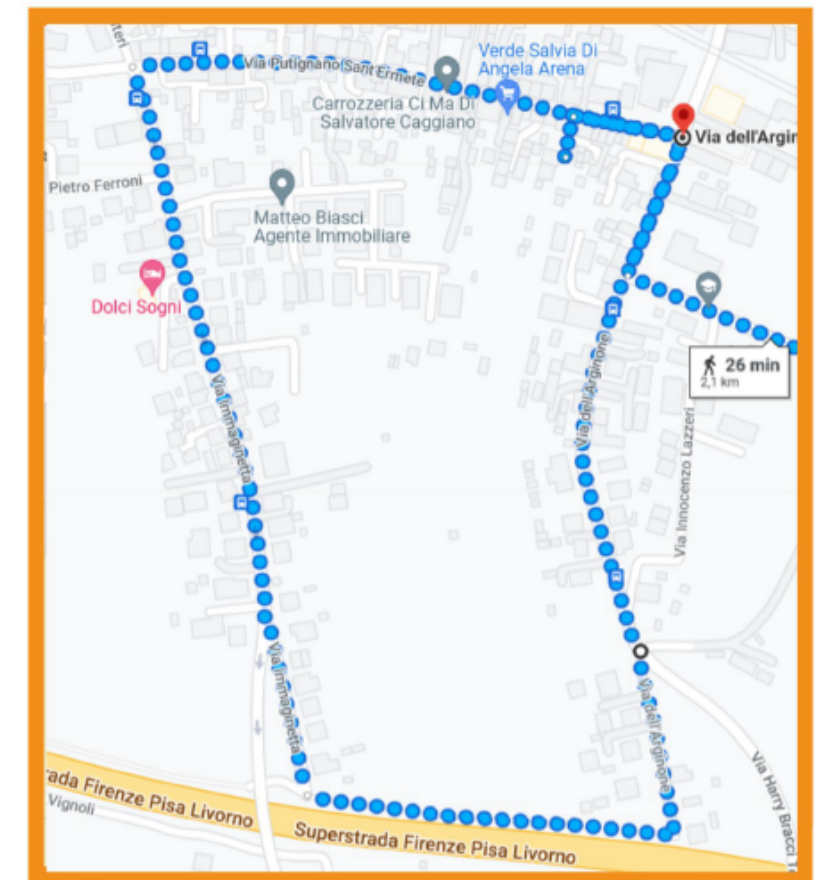 teri
Via Putignano Sant'Ermete
Verde Salvia Di
Angela Arena
Carrozzeria Ci Ma Di
Salvatore Caggiano
Via dell'Argin
Pietro Ferroni
Matteo Biasci
Agente Immobiliare
Dolci Sogni
26 min
2,1 km
Via dell'Arginone
Via Immaginetta
Via Innocenzo Lazzeri
Via Immaginetta
Via dell'Arginone
Via Harry Bracci
rada Firenze Pisa Livorno
Vignoli
Superstrada Firenze Pisa Livorno